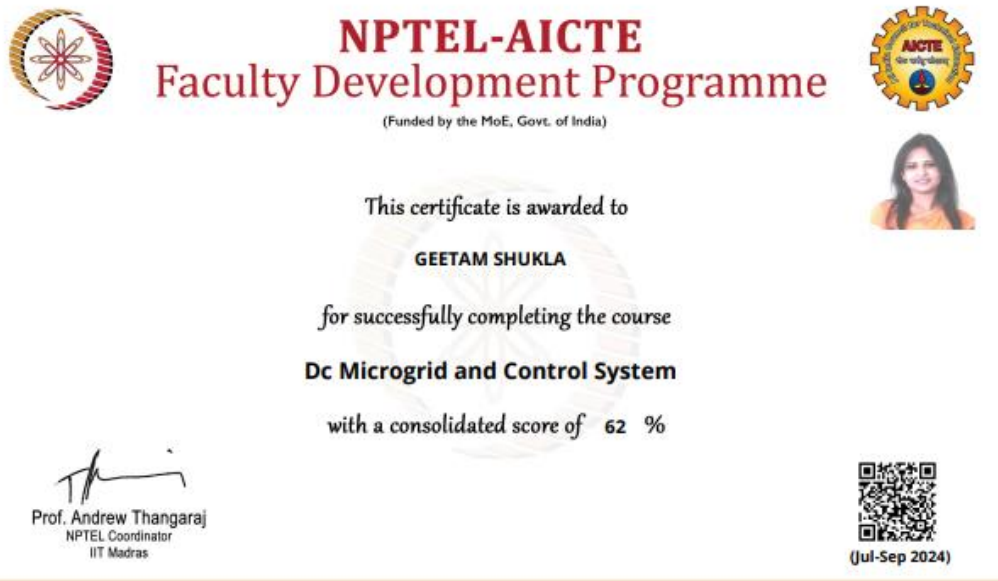 NPTEL-AICTE
Faculty Development Programme
(Funded by the MoE, Govt. of India)
AICTE
This certificate is awarded to
GEETAM SHUKLA
for successfully completing the course
Dc Microgrid and Control System
with a consolidated score of 62 %
Prof. Andrew Thangaraj
NPTEL Coordinator
IIT Madras
(Jul-Sep 2024)